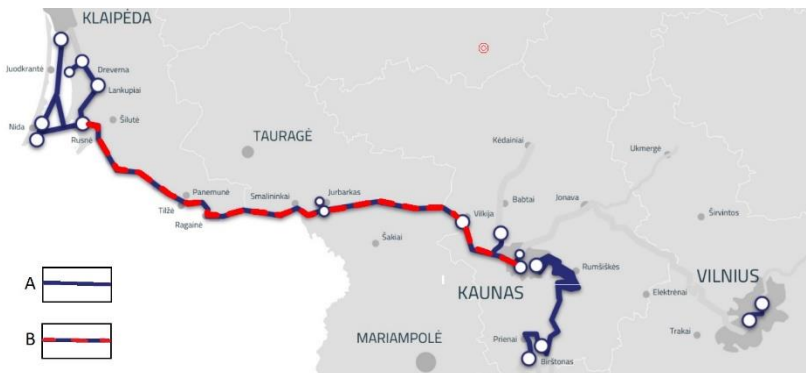 KLAIPĖDA
Juodkrantė
Dreverna
Lankupiai
Nida
Šilutė
Rusnė
TAURAGĖ
Kėdainiai
Ukmergė
Panemunė
Tilžė
Ragainė
Smalininkai
Jurbarkas
Šakiai
Vilkija
Babtai
Jonava
Širvintos
Rumšiškės
KAUNAS
Elektrėnai
VILNIUS
Trakai
Prienai
Birštonas
MARIAMPOLĖ
A
B